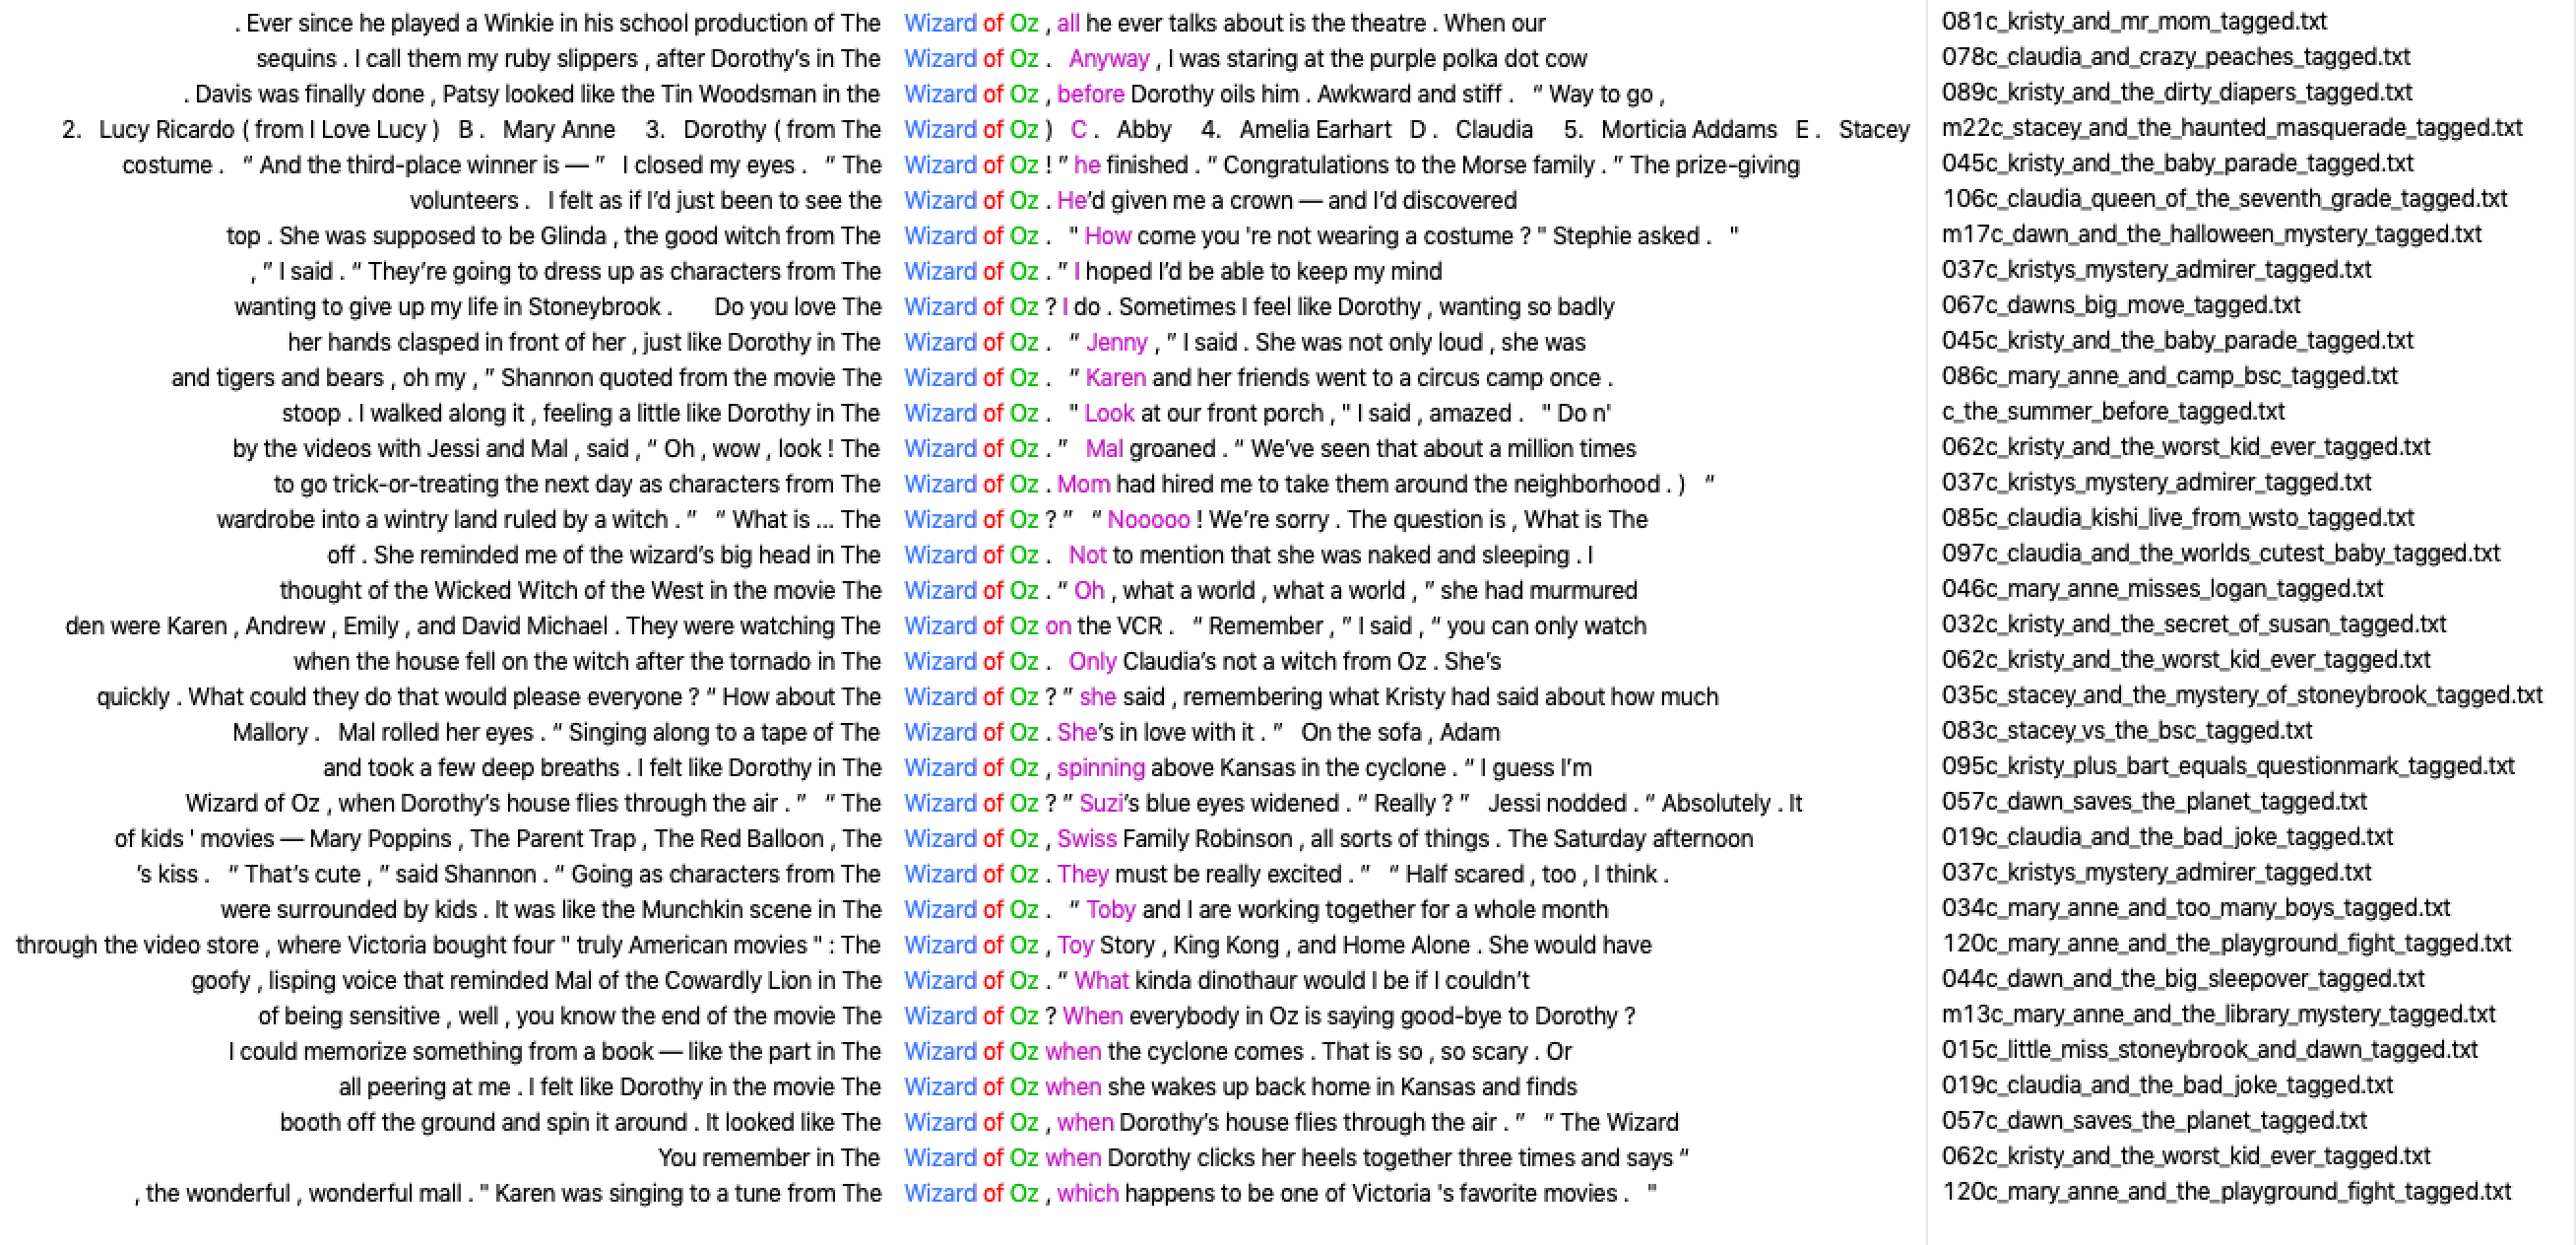 . Ever since he played a Winkie in his school production of The Wizard of Oz , all he ever talks about is the theatre . When our 081c_kristy_and_mr_mom_tagged.txt
sequins . I call them my ruby slippers , after Dorothy’s in The Wizard of Oz . Anyway , I was staring at the purple polka dot cow 078c_claudia_and_crazy_peaches_tagged.txt
. Davis was finally done , Patsy looked like the Tin Woodsman in the Wizard of Oz , before Dorothy oils him . Awkward and stiff . “ Way to go , 089c_kristy_and_the_dirty_diapers_tagged.txt
2. Lucy Ricardo ( from I Love Lucy ) B . Mary Anne 3. Dorothy ( from The Wizard of Oz ) C . Abby 4. Amelia Earhart D . Claudia 5. Morticia Addams E . Stacey m22c_stacey_and_the_haunted_masquerade_tagged.txt
costume . “ And the third-place winner is — ” I closed my eyes . “ The Wizard of Oz ! ” he finished . “ Congratulations to the Morse family . ” The prize-giving 045c_kristy_and_the_baby_parade_tagged.txt
volunteers . I felt as if I’d just been to see the Wizard of Oz . He’d given me a crown — and I’d discovered 106c_claudia_queen_of_the_seventh_grade_tagged.txt
top . She was supposed to be Glinda , the good witch from The Wizard of Oz . " How come you 're not wearing a costume ? " Stephie asked . " m17c_dawn_and_the_halloween_mystery_tagged.txt
, ” I said . “ They’re going to dress up as characters from The Wizard of Oz . ” I hoped I’d be able to keep my mind 037c_kristys_mystery_admirer_tagged.txt
wanting to give up my life in Stoneybrook . Do you love The Wizard of Oz ? I do . Sometimes I feel like Dorothy , wanting so badly 067c_dawns_big_move_tagged.txt
her hands clasped in front of her , just like Dorothy in The Wizard of Oz . “ Jenny , ” I said . She was not only loud , she was 045c_kristy_and_the_baby_parade_tagged.txt
and tigers and bears , oh my , ” Shannon quoted from the movie The Wizard of Oz . “ Karen and her friends went to a circus camp once . 086c_mary_anne_and_camp_bsc_tagged.txt
stoop . I walked along it , feeling a little like Dorothy in The Wizard of Oz . " Look at our front porch , " I said , amazed . " Do n' c_the_summer_before_tagged.txt
by the videos with Jessi and Mal , said , “ Oh , wow , look ! The Wizard of Oz . ” Mal groaned . “ We’ve seen that about a million times 062c_kristy_and_the_worst_kid_ever_tagged.txt
to go trick-or-treating the next day as characters from The Wizard of Oz . Mom had hired me to take them around the neighborhood . ) “ 037c_kristys_mystery_admirer_tagged.txt
wardrobe into a wintry land ruled by a witch . ” “ What is ... The Wizard of Oz ? ” “ Nooooo ! We’re sorry . The question is , What is The 085c_claudia_kishi_live_from_wsto_tagged.txt
off . She reminded me of the wizard’s big head in The Wizard of Oz . Not to mention that she was naked and sleeping . I 097c_claudia_and_the_worlds_cutest_baby_tagged.txt
thought of the Wicked Witch of the West in the movie The Wizard of Oz . “ Oh , what a world , what a world , ” she had murmured 046c_mary_anne_misses_logan_tagged.txt
den were Karen , Andrew , Emily , and David Michael . They were watching The Wizard of Oz on the VCR . “ Remember , ” I said , “ you can only watch 032c_kristy_and_the_secret_of_susan_tagged.txt
when the house fell on the witch after the tornado in The Wizard of Oz . Only Claudia’s not a witch from Oz . She’s 062c_kristy_and_the_worst_kid_ever_tagged.txt
quickly . What could they do that would please everyone ? “ How about The Wizard of Oz ? ” she said , remembering what Kristy had said about how much 035c_stacey_and_the_mystery_of_stoneybrook_tagged.txt
Mallory . Mal rolled her eyes . “ Singing along to a tape of The Wizard of Oz . She’s in love with it . ” On the sofa , Adam 083c_stacey_vs_the_bsc_tagged.txt
and took a few deep breaths . I felt like Dorothy in The Wizard of Oz , spinning above Kansas in the cyclone . “ I guess I’m 095c_kristy_plus_bart_equals_questionmark_tagged.txt
Wizard of Oz , when Dorothy’s house flies through the air . ” “ The Wizard of Oz ? ” Suzi’s blue eyes widened . “ Really ? ” Jessi nodded . “ Absolutely . It 057c_dawn_saves_the_planet_tagged.txt
of kids ' movies — Mary Poppins , The Parent Trap , The Red Balloon , The Wizard of Oz , Swiss Family Robinson , all sorts of things . The Saturday afternoon 019c_claudia_and_the_bad_joke_tagged.txt
’s kiss . “ That’s cute , ” said Shannon . “ Going as characters from The Wizard of Oz . They must be really excited . ” “ Half scared , too , I think . 037c_kristys_mystery_admirer_tagged.txt
were surrounded by kids . It was like the Munchkin scene in The Wizard of Oz . “ Toby and I are working together for a whole month 034c_mary_anne_and_too_many_boys_tagged.txt
through the video store , where Victoria bought four " truly American movies " : The Wizard of Oz , Toy Story , King Kong , and Home Alone . She would have 120c_mary_anne_and_the_playground_fight_tagged.txt
goofy , lisping voice that reminded Mal of the Cowardly Lion in The Wizard of Oz . “ What kinda dinothaur would I be if I couldn’t 044c_dawn_and_the_big_sleepover_tagged.txt
of being sensitive , well , you know the end of the movie The Wizard of Oz ? When everybody in Oz is saying good-bye to Dorothy ? m13c_mary_anne_and_the_library_mystery_tagged.txt
I could memorize something from a book — like the part in The Wizard of Oz when the cyclone comes . That is so , so scary . Or 015c_little_miss_stoneybrook_and_dawn_tagged.txt
all peering at me . I felt like Dorothy in the movie The Wizard of Oz when she wakes up back home in Kansas and finds 019c_claudia_and_the_bad_joke_tagged.txt
booth off the ground and spin it around . It looked like The Wizard of Oz , when Dorothy’s house flies through the air . ” “ The Wizard 057c_dawn_saves_the_planet_tagged.txt
You remember in The Wizard of Oz when Dorothy clicks her heels together three times and says “ 062c_kristy_and_the_worst_kid_ever_tagged.txt
, the wonderful , wonderful mall . " Karen was singing to a tune from The Wizard of Oz , which happens to be one of Victoria 's favorite movies . " 120c_mary_anne_and_the_playground_fight_tagged.txt